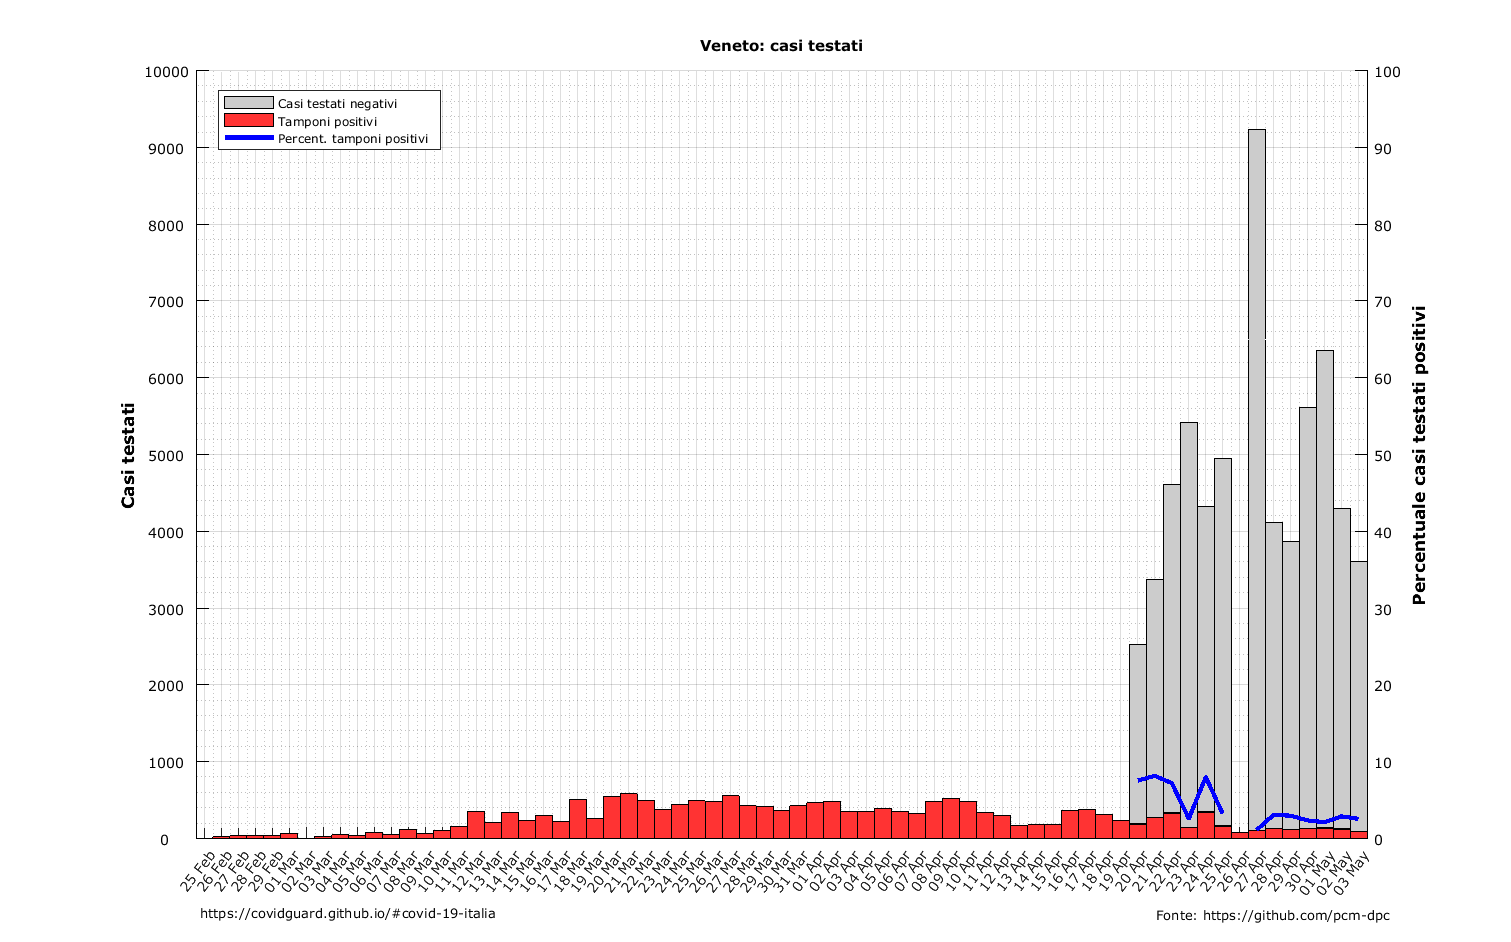 Veneto: casi testati
Casi testati negativi
Tamponi positivi
Percent. tamponi positivi
Casi testati
10000
9000
8000
7000
6000
5000
4000
3000
2000
1000
0
Percentuale casi testati positivi
100
90
80
70
60
50
40
30
20
10
0
25 Feb
26 Feb
27 Feb
28 Feb
29 Feb
01 Mar
02 Mar
03 Mar
04 Mar
05 Mar
06 Mar
07 Mar
08 Mar
09 Mar
10 Mar
11 Mar
12 Mar
13 Mar
14 Mar
15 Mar
16 Mar
17 Mar
18 Mar
19 Mar
20 Mar
21 Mar
22 Mar
23 Mar
24 Mar
25 Mar
26 Mar
27 Mar
28 Mar
29 Mar
30 Mar
31 Mar
01 Apr
02 Apr
03 Apr
04 Apr
05 Apr
06 Apr
07 Apr
08 Apr
09 Apr
10 Apr
11 Apr
12 Apr
13 Apr
14 Apr
15 Apr
16 Apr
17 Apr
18 Apr
19 Apr
20 Apr
21 Apr
22 Apr
23 Apr
24 Apr
25 Apr
26 Apr
27 Apr
28 Apr
29 Apr
30 Apr
01 May
02 May
03 May
https://covidguard.github.io/#covid-19-italia
Fonte: https://github.com/pcm-dpc